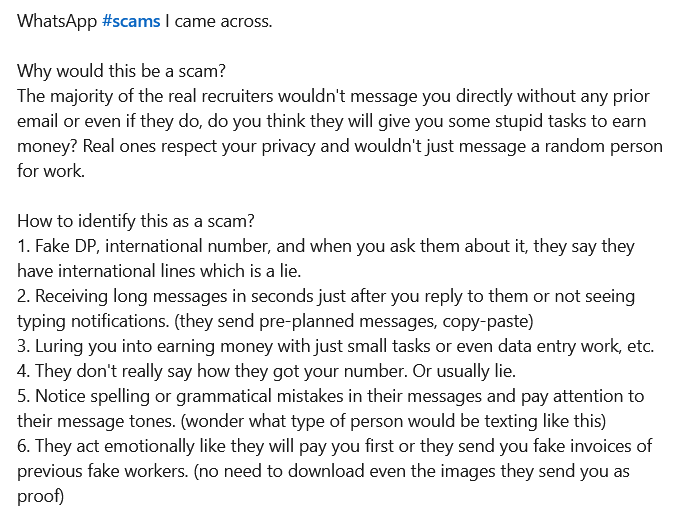 WhatsApp #scams I came across.
Why would this be a scam?
The majority of the real recruiters wouldn't message you directly without any prior
email or even if they do, do you think they will give you some stupid tasks to earn
money? Real ones respect your privacy and wouldn't just message a random person
for work.
How to identify this as a scam?
1. Fake DP, international number, and when you ask them about it, they say they
have international lines which is a lie.
2. Receiving long messages in seconds just after you reply to them or not seeing
typing notifications. (they send pre-planned messages, copy-paste)
3. Luring you into earning money with just small tasks or even data entry work, etc.
4. They don't really say how they got your number. Or usually lie.
5. Notice spelling or grammatical mistakes in their messages and pay attention to
their message tones. (wonder what type of person would be texting like this)
6. They act emotionally like they will pay you first or they send you fake invoices of
previous fake workers. (no need to download even the images they send you as
proof)